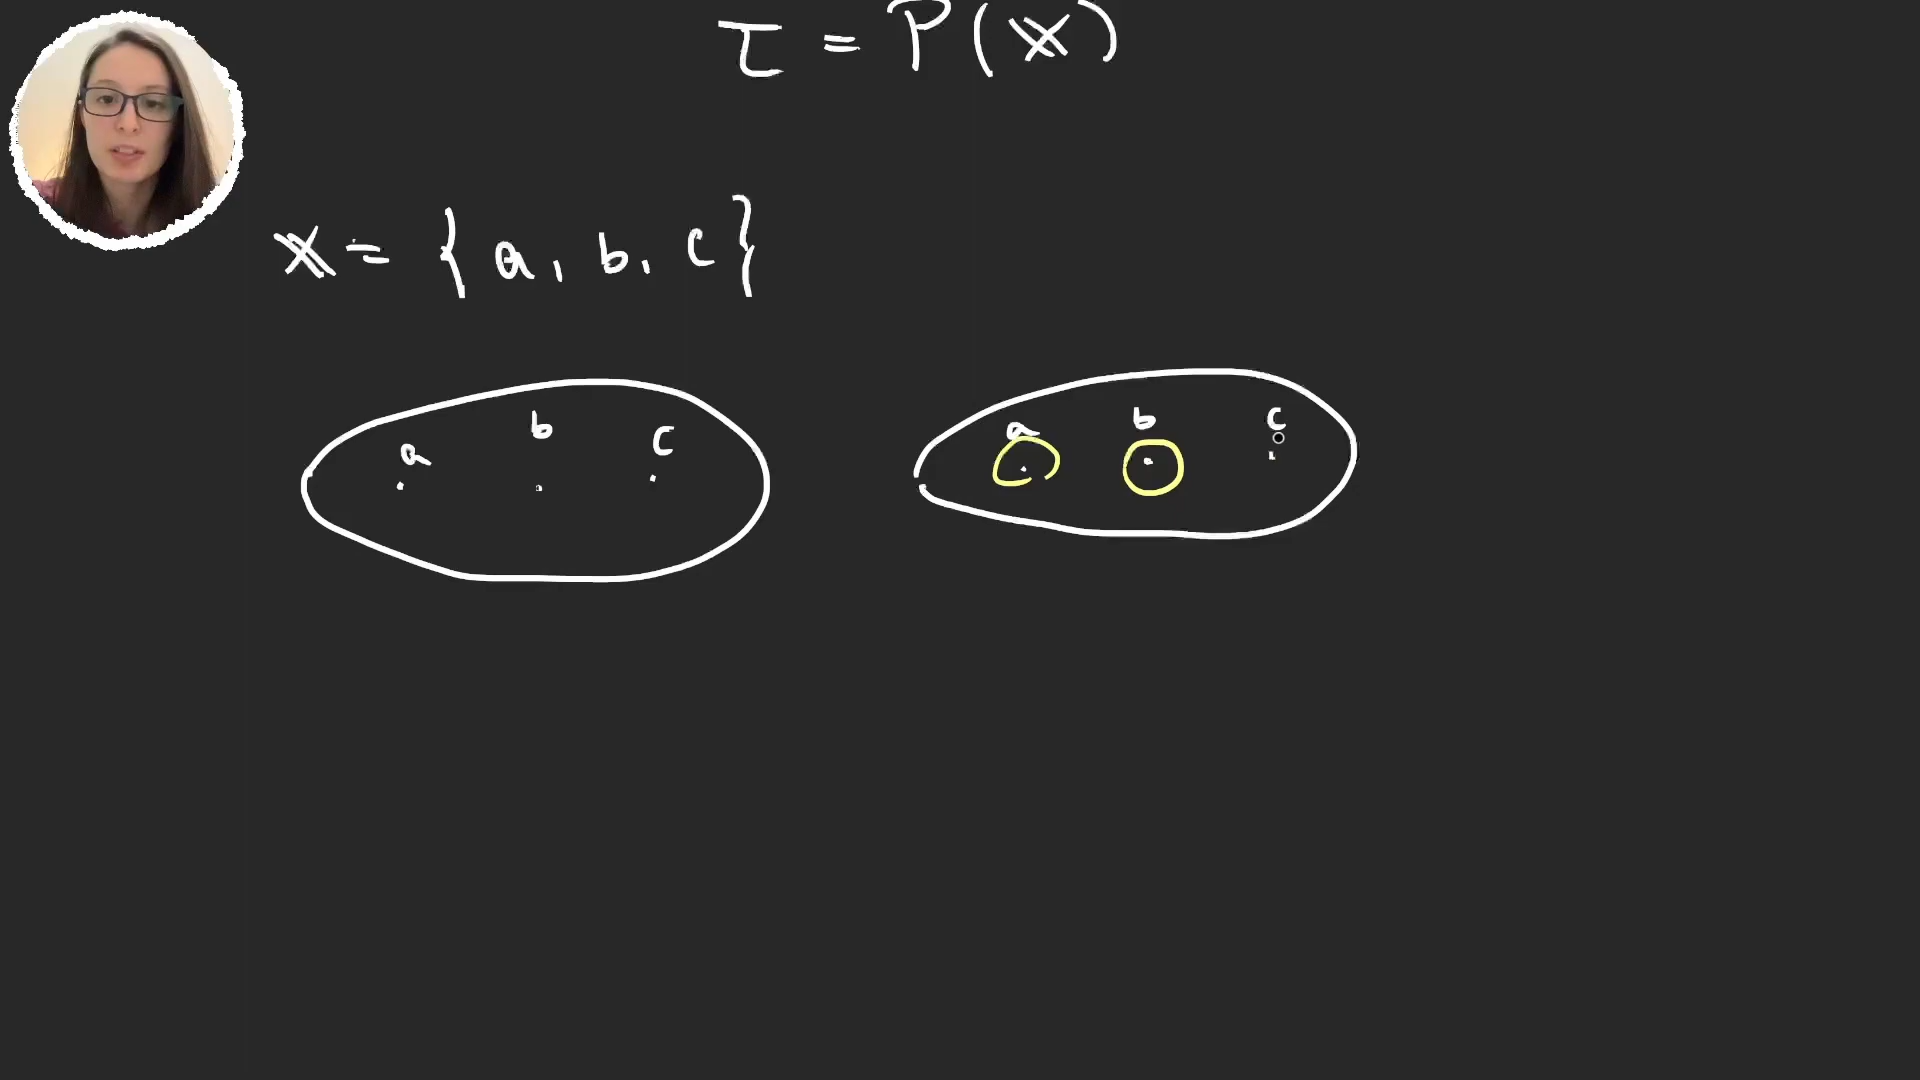 τ = P(X)
X = { a, b, c }
a b c
a b c